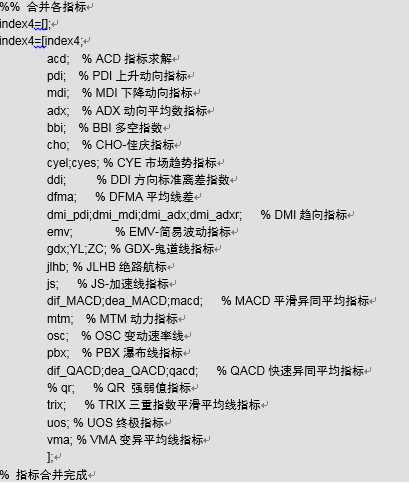 %% 合并各指标
index4=[];
index4=[index4;
acd; % ACD 指标求解
pdi; % PDI 上升动向指标
mdi; % MDI 下降动向指标
adx; % ADX 动向平均数指标
bbi; % BBI 多空指数
cho; % CHO-佳庆指标
cyel;cyes; % CYE 市场趋势指标
ddi; % DDI 方向标准离差指数
dfma; % DFMA 平均线差
dmi_pdi;dmi_mdi;dmi_adx;dmi_adxr; % DMI 趋向指标
emv; % EMV-简易波动指标
gdx;YL;ZC; % GDX-鬼道线指标
jlhb; % JLHB 绝路航标
js; % JS-加速线指标
dif_MACD;dea_MACD;macd; % MACD 平滑异同平均指标
mtm; % MTM 动力指标
osc; % OSC 变动速率线
pbx; % PBX 瀑布线指标
dif_QACD;dea_QACD;qacd; % QACD 快速异同平均指标
% qr; % QR 强弱值指标
trix; % TRIX 三重指数平滑平均线指标
uos; % UOS 终极指标
vma; % VMA 变异平均线指标
];
% 指标合并完成